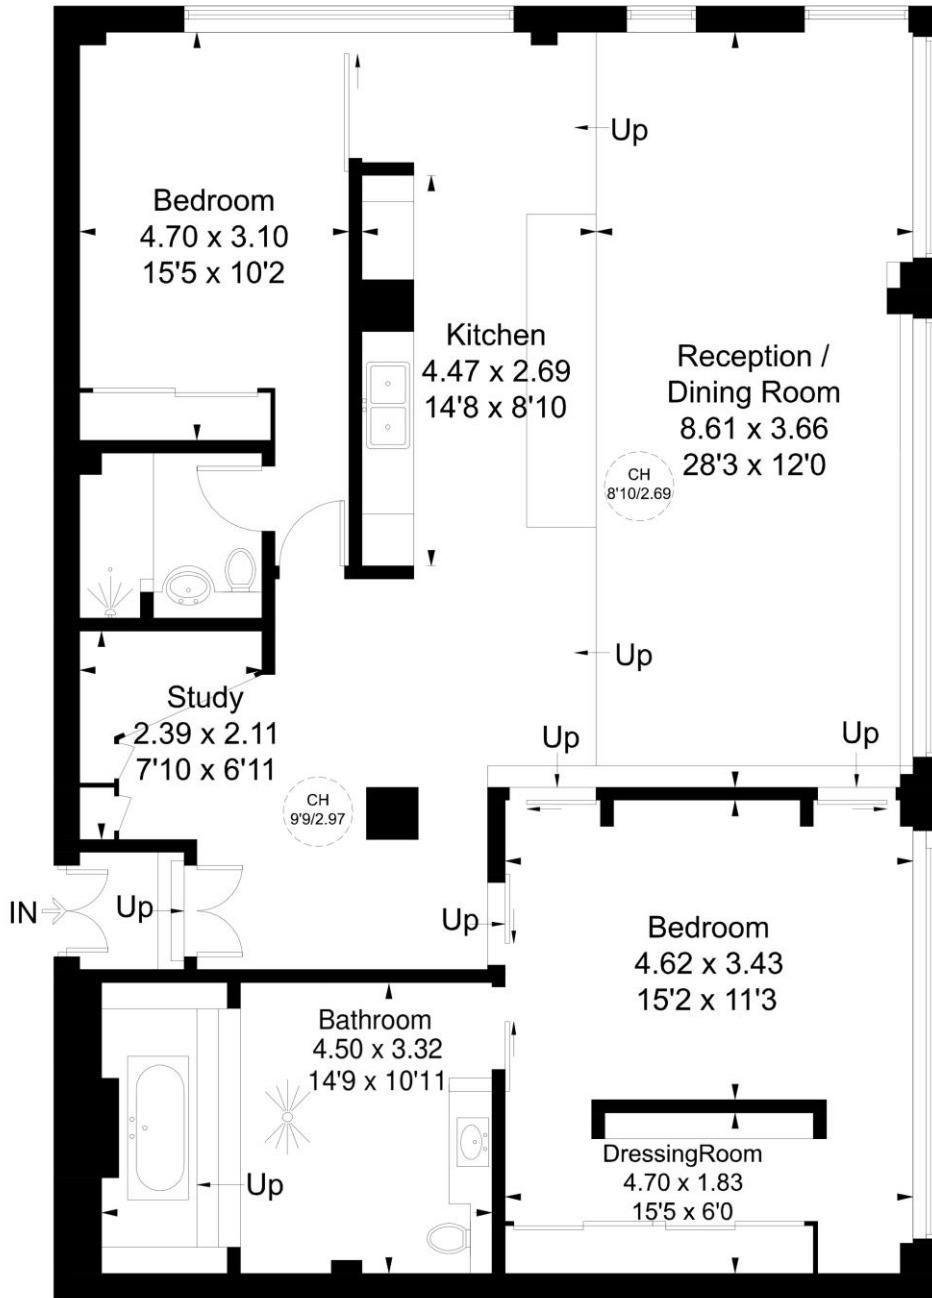 Up
Bedroom
4.70 x 3.10
15'5 x 10'2
Kitchen
4.47 x 2.69
14'8 x 8'10
Reception /
Dining Room
8.61 x 3.66
28'3 x 12'0
CH
8'10/2.69
Up
Study
2.39 x 2.11
7'10 x 6'11
Up
Up
CH
9'9/2.97
IN
Up
Up
Bedroom
4.62 x 3.43
15'2 x 11'3
Bathroom
4.50 x 3.32
14'9 x 10'11
Up
DressingRoom
4.70 x 1.83
15'5 x 6'0